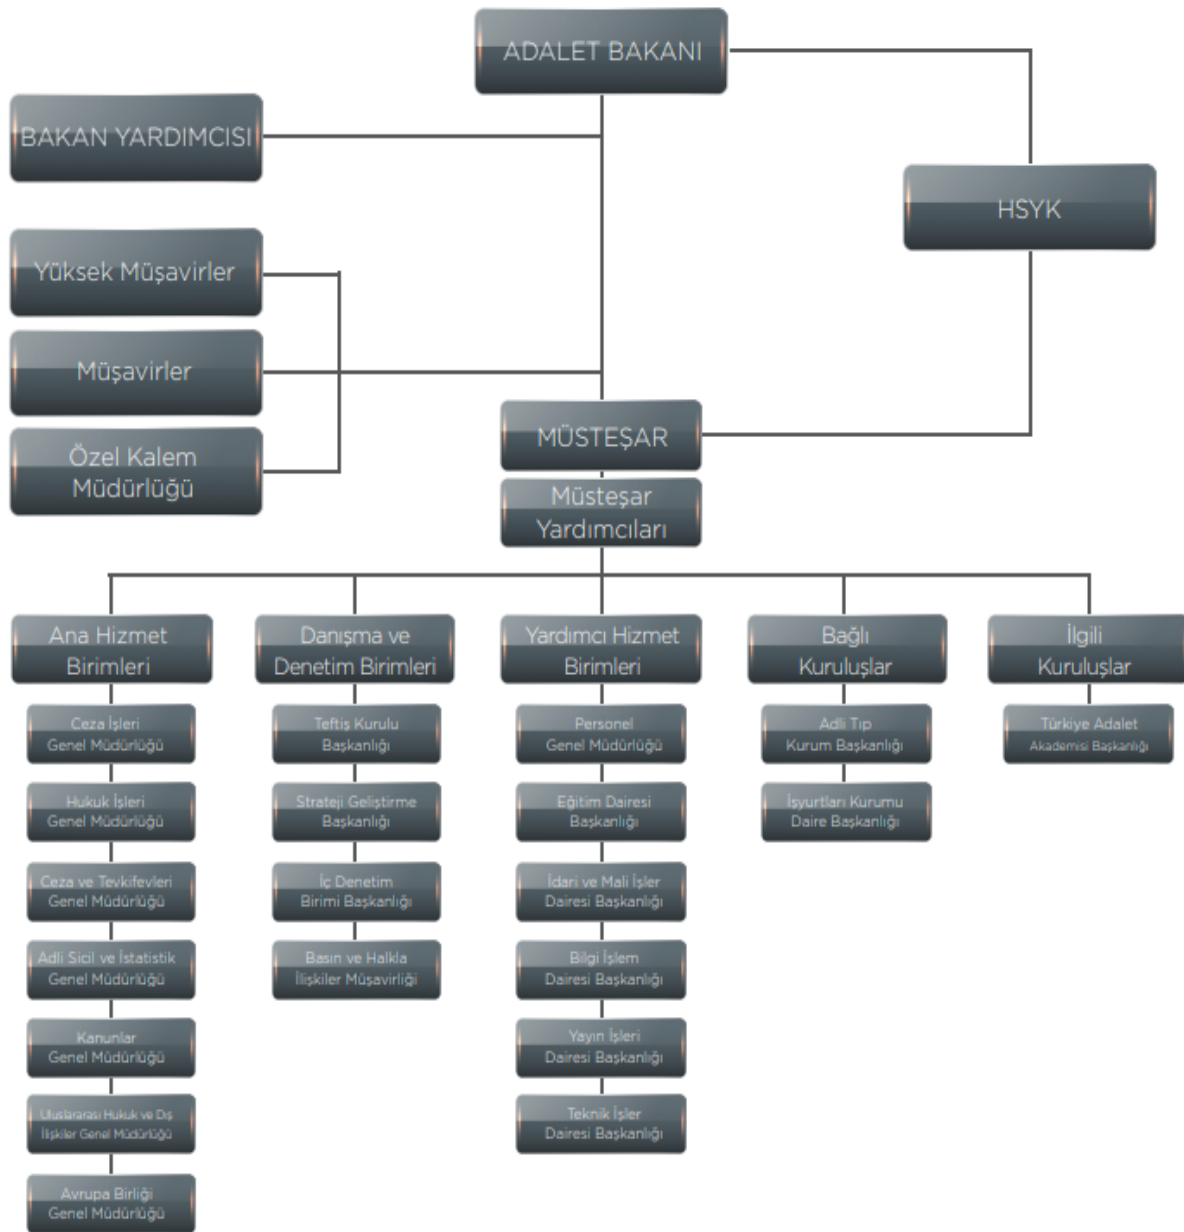 ADALET BAKANI
BAKAN YARDIMCISI
HSYK
Yüksek Müşavirler
Müşavirler
Özel Kalem
Müdürlüğü
MÜSTEŞAR
Müsteşar
Yardımcıları
Ana Hizmet
Birimleri
Ceza İşleri
Genel Müdürlüğü
Hukuk İşleri
Genel Müdürlüğü
Ceza ve Tevkifevleri
Genel Müdürlüğü
Adli Sicil ve İstatistik
Genel Müdürlüğü
Kanunlar
Genel Müdürlüğü
Uluslararası Hukuk ve Dış
İlişkiler Genel Müdürlüğü
Avrupa Birliği
Genel Müdürlüğü
Danışma ve
Denetim Birimleri
Teftiş Kurulu
Başkanlığı
Strateji Geliştirme
Başkanlığı
İç Denetim
Birimi Başkanlığı
Basın ve Halkla
İlişkiler Müşavirliği
Yardımcı Hizmet
Birimleri
Personel
Genel Müdürlüğü
Eğitim Dairesi
Başkanlığı
İdari ve Mali İşler
Dairesi Başkanlığı
Bilgi İşlem
Dairesi Başkanlığı
Yayın İşleri
Dairesi Başkanlığı
Teknik İşler
Dairesi Başkanlığı
Bağlı
Kuruluşlar
Adli Tıp
Kurum Başkanlığı
İşyurtları Kurumu
Daire Başkanlığı
İlgili
Kuruluşlar
Türkiye Adalet
Akademisi Başkanlığı